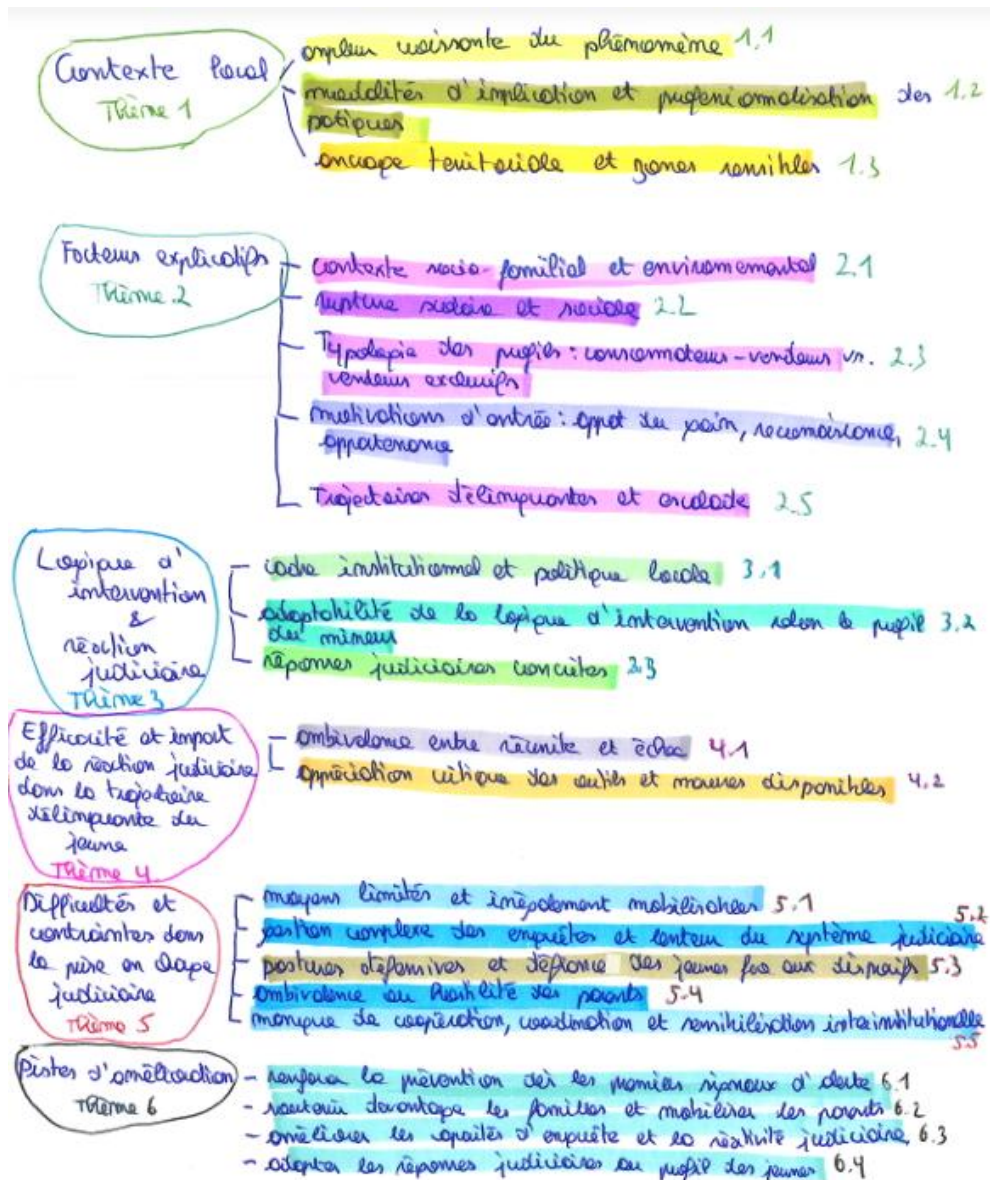 Contexte local
Thème 1
ampleur croissante du phénomène 1.1
modalités d'implication et professionnalisation des 1.2
pratiques
ancrage territoriale et zones sensibles 1.3
Facteurs explicatifs
Thème 2
contexte socio-familial et environnemental 2.1
rupture scolaire et sociale 2.2
Typologie des profils : consommateurs-vendeurs vs. 2.3
vendeurs exclusifs
motivations d'entrée : appat du gain, reconnaissance, 2.4
appartenance
Trajectoires délinquantes et escalade 2.5
Logique d'
intervention
&
réaction
judiciaire
Thème 3
cadre institutionnel et politique locale 3.1
adaptabilité de la logique d'intervention selon le profil 3.2
du mineur
réponses judiciaires concrètes 3.3
Efficacité et impact
de la réaction judiciaire
dans la trajectoire
délinquante du
jeune
Thème 4
ambivalence entre réussite et échec 4.1
appréciation critique des outils et mesures disponibles 4.2
Difficultés et
contraintes dans
la prise en charge
judiciaire
Thème 5
moyens limités et inégalement mobilisables 5.1
gestion complexe des enquêtes et lenteur du système judiciaire 5.2
postures défensives et défiance des jeunes face aux dispositifs 5.3
ambivalence ou hostilité des parents 5.4
manque de coopération, coordination et sensibilisation interinstitutionnelle 5.5
Pistes d'amélioration
Thème 6
- renforcer la prévention dès les premiers signaux d'alerte 6.1
- soutenir davantage les familles et mobiliser les parents 6.2
- améliorer les capacités d'enquête et la réactivité judiciaire, 6.3
- adapter les réponses judiciaires au profil des jeunes 6.4